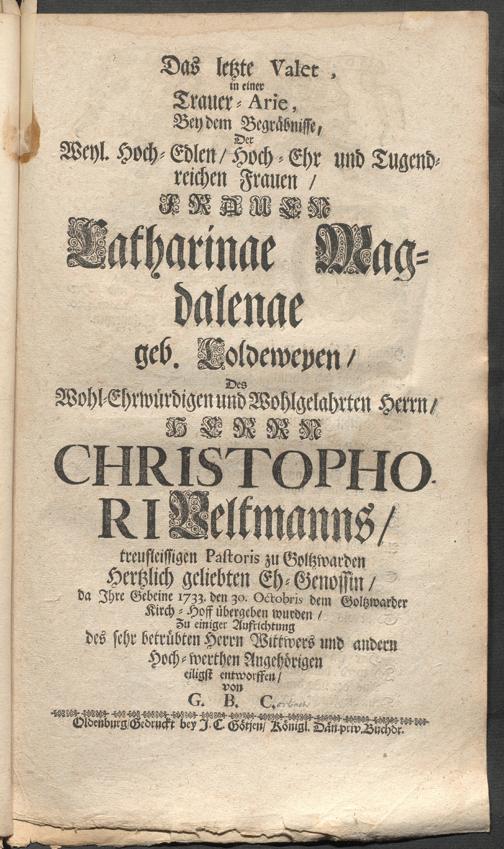 Das letzte Valet,
in einer
Trauer-Arie,
Bey dem Begräbnisse/
Der
Weyl. Hoch-Edlen/ Hoch-Ehr und Tugend-
reichen Frauen/
FRAUEN
Catharinae Mag-
dalenae
geb. Coldeweyen/
Des
Wohl-Ehrwürdigen und Wohlgelahrten Herrn/
HERRN
CHRISTOPHO-
RI Veltmanns/
treufleissigen Pastoris zu Goltzwarden
Hertzlich geliebten Eh-Genossin/
da Ihre Gebeine 1733. den 30. Octobris dem Goltzwarder
Kirch-Hoff übergeben wurden/
Zu einiger Aufrichtung
des sehr betrübten Herrn Wittwers und andern
Hoch-werthen Angehörigen
eiligst entworffen/
von
G. B. C.
Oldenburg/ Gedruckt bey J. C. Götjen/ Königl. Dän. priv. Buchdr.